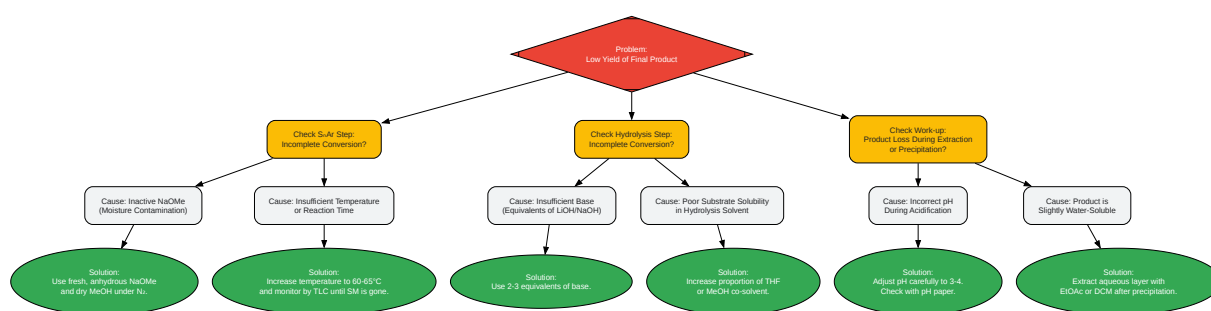 Problem:
Low Yield of Final Product
Check SₙAr Step:
Incomplete Conversion?
Check Hydrolysis Step:
Incomplete Conversion?
Check Work-up:
Product Loss During Extraction
or Precipitation?
Cause: Inactive NaOMe
(Moisture Contamination)
Cause: Insufficient Temperature
or Reaction Time
Cause: Insufficient Base
(Equivalents of LiOH/NaOH)
Cause: Poor Substrate Solubility
in Hydrolysis Solvent
Cause: Incorrect pH
During Acidification
Cause: Product is
Slightly Water-Soluble
Solution:
Use fresh, anhydrous NaOMe
and dry MeOH under N₂.
Solution:
Increase temperature to 60-65°C
and monitor by TLC until SM is gone.
Solution:
Use 2-3 equivalents of base.
Solution:
Increase proportion of THF
or MeOH co-solvent.
Solution:
Adjust pH carefully to 3-4.
Check with pH paper.
Solution:
Extract aqueous layer with
EtOAc or DCM after precipitation.